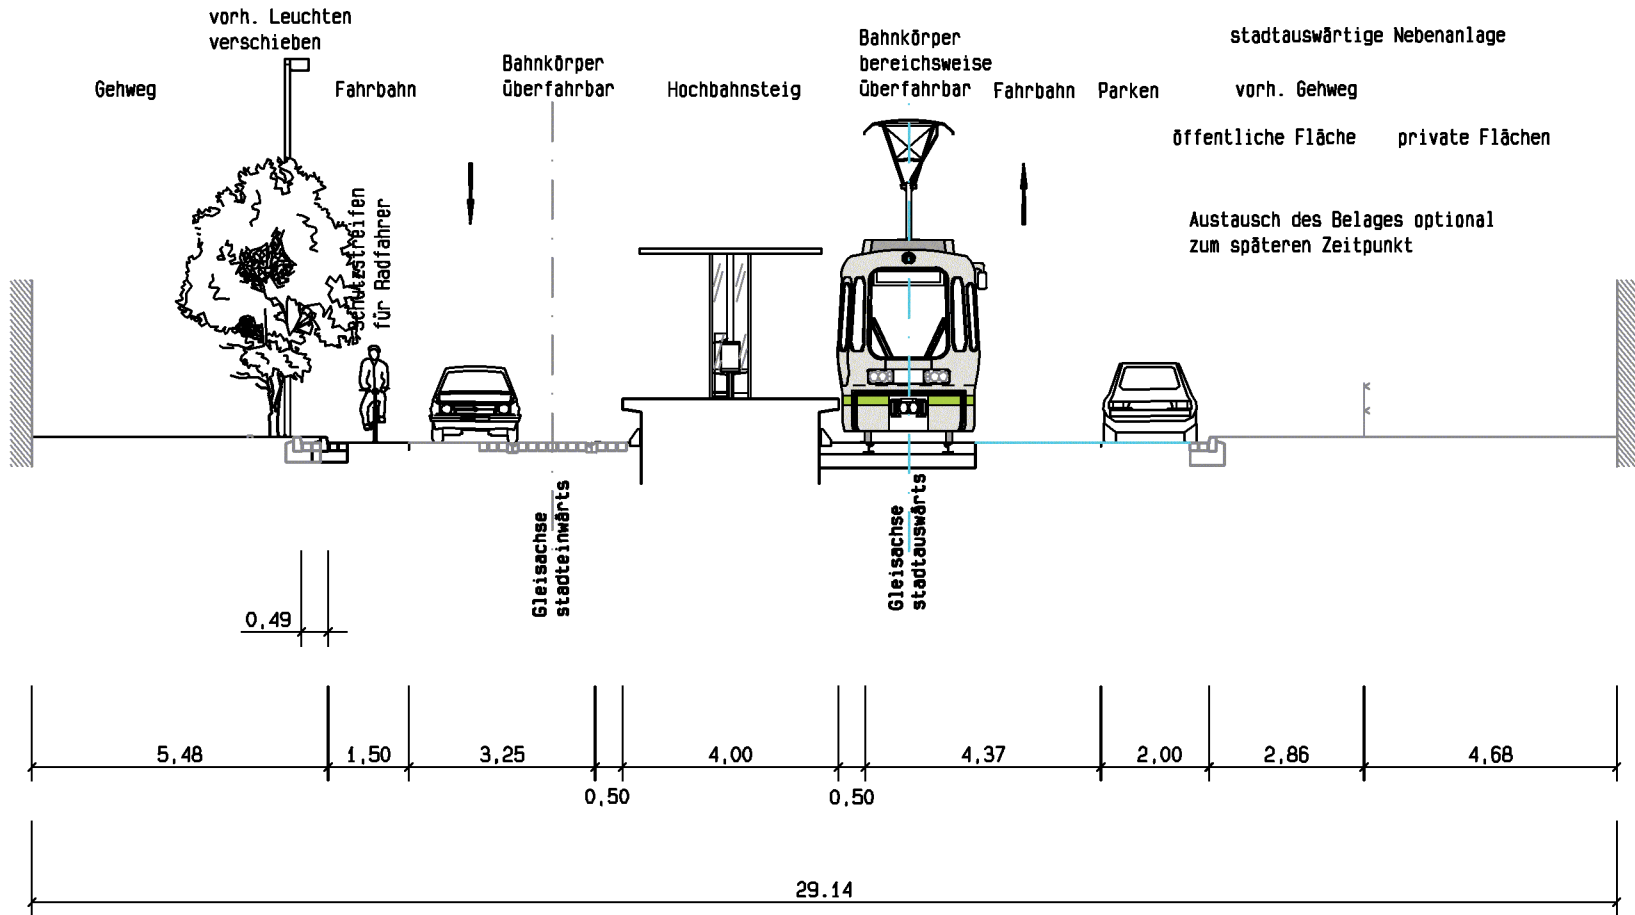 vorh. Leuchten
verschieben
Gehweg
Fahrbahn
Bahnkörper
überfahrbar
Hochbahnsteig
Bahnkörper
bereichsweise
überfahrbar
Fahrbahn
Parken
stadtauswärtige Nebenanlage
vorh. Gehweg
öffentliche Fläche
private Flächen
Austausch des Belages optional
zum späteren Zeitpunkt
Schutzstreifen
für Radfahrer
Gleisachse
stadteinwärts
Gleisachse
stadtauswärts
0,49
5,48
1,50
3,25
0,50
4,00
0,50
4,37
2,00
2,86
4,68
29.14